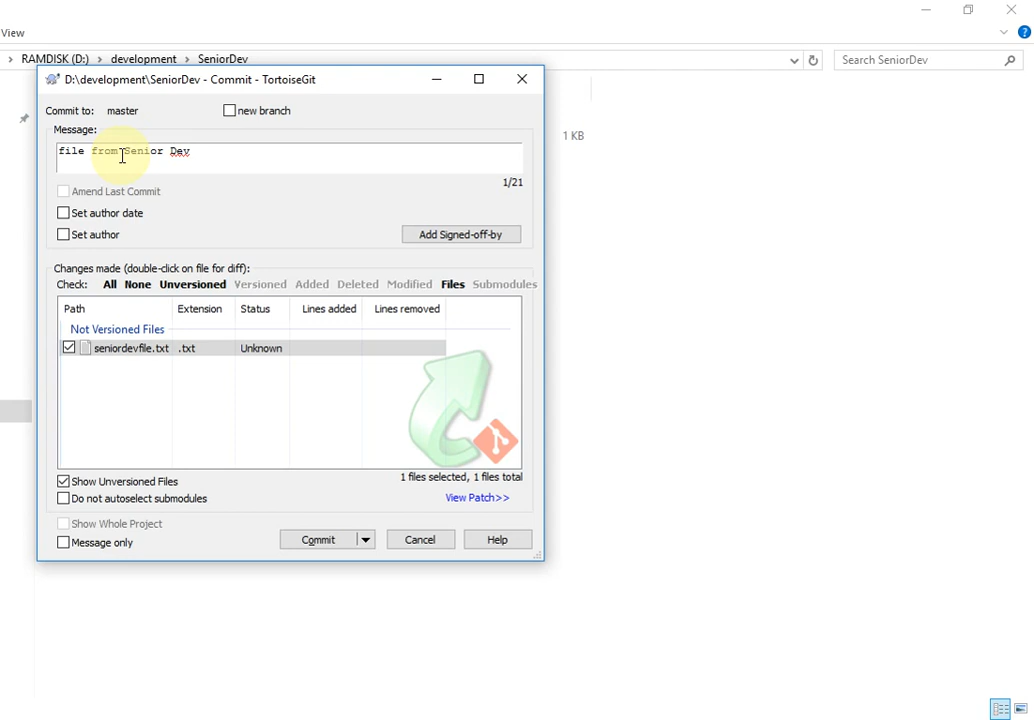 View
RAMDISK (D:) development SeniorDev
Search SeniorDev
D:\development\SeniorDev - Commit - TortoiseGit
Commit to: master new branch
1 KB
Message:
file from Senior Dev
1/21
Amend Last Commit
Set author date
Set author Add Signed-off-by
Changes made (double-click on file for diff):
Check: All None Unversioned Versioned Added Deleted Modified Files Submodules
Path Extension Status Lines added Lines removed
Not Versioned Files
seniordevfile.txt .txt Unknown
Show Unversioned Files 1 files selected, 1 files total
Do not autoselect submodules View Patch>>
Show Whole Project
Message only Commit Cancel Help